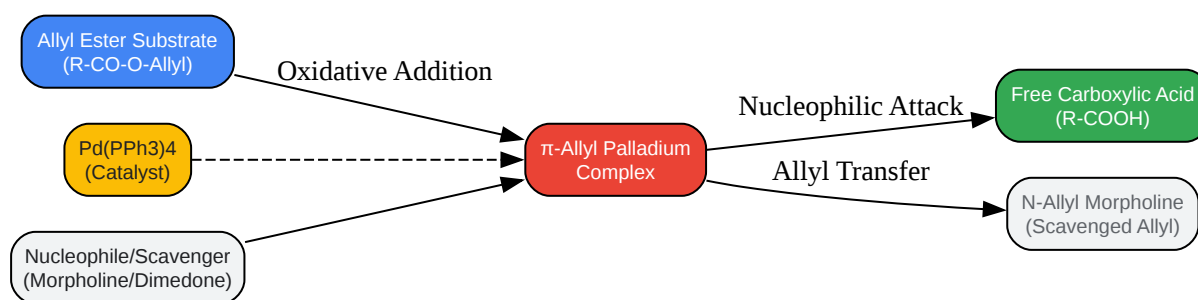 Allyl Ester Substrate
(R-CO-O-Allyl)
Oxidative Addition
Pd(PPh3)4
(Catalyst)
Nucleophile/Scavenger
(Morpholine/Dimedone)
π-Allyl Palladium
Complex
Nucleophilic Attack
Allyl Transfer
Free Carboxylic Acid
(R-COOH)
N-Allyl Morpholine
(Scavenged Allyl)